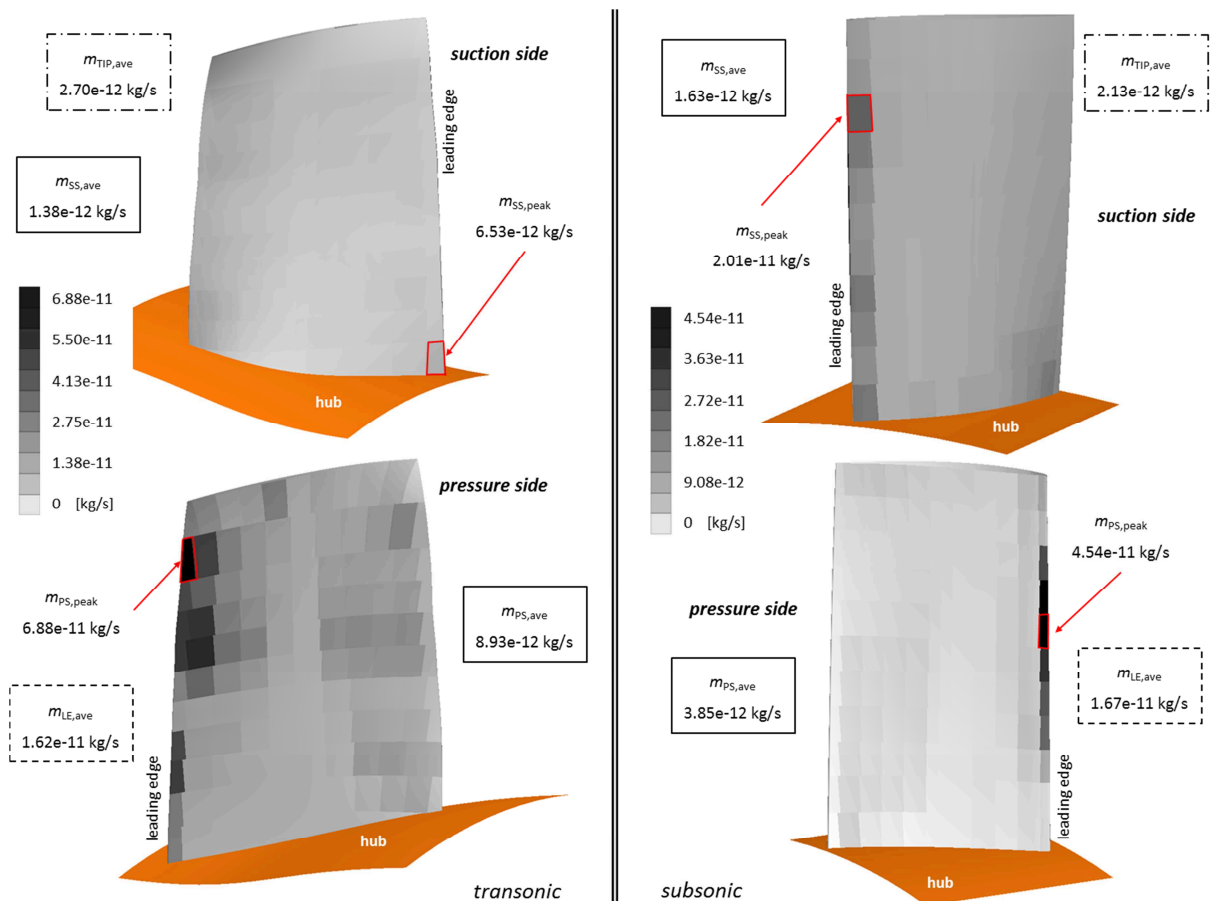 suction side
mTIP,ave
2.70e-12 kg/s
leading edge
mSS,ave
1.38e-12 kg/s
mSS,peak
6.53e-12 kg/s
6.88e-11
5.50e-11
4.13e-11
2.75e-11
1.38e-11
0 [kg/s]
hub
pressure side
mPS,peak
6.88e-11 kg/s
mPS,ave
8.93e-12 kg/s
mLE,ave
1.62e-11 kg/s
leading edge
hub
transonic
mSS,ave
1.63e-12 kg/s
mTIP,ave
2.13e-12 kg/s
suction side
mSS,peak
2.01e-11 kg/s
leading edge
4.54e-11
3.63e-11
2.72e-11
1.82e-11
9.08e-12
0 [kg/s]
hub
mPS,peak
4.54e-11 kg/s
pressure side
mPS,ave
3.85e-12 kg/s
mLE,ave
1.67e-11 kg/s
leading edge
hub
subsonic